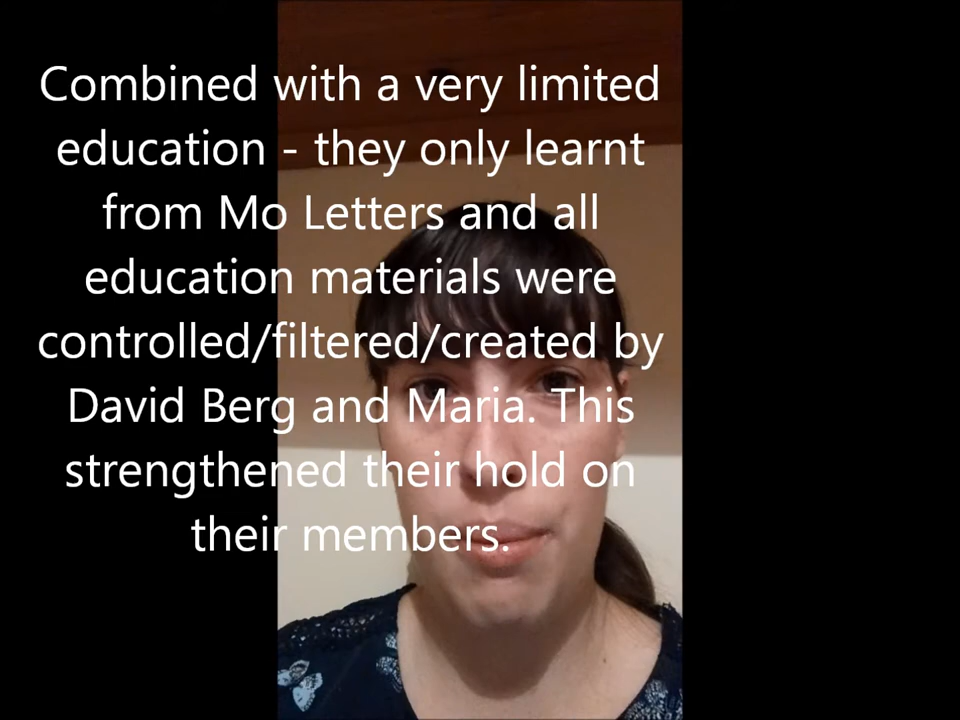 Combined with a very limited
education - they only learnt
from Mo Letters and all
education materials were
controlled/filtered/created by
David Berg and Maria. This
strengthened their hold on
their members.